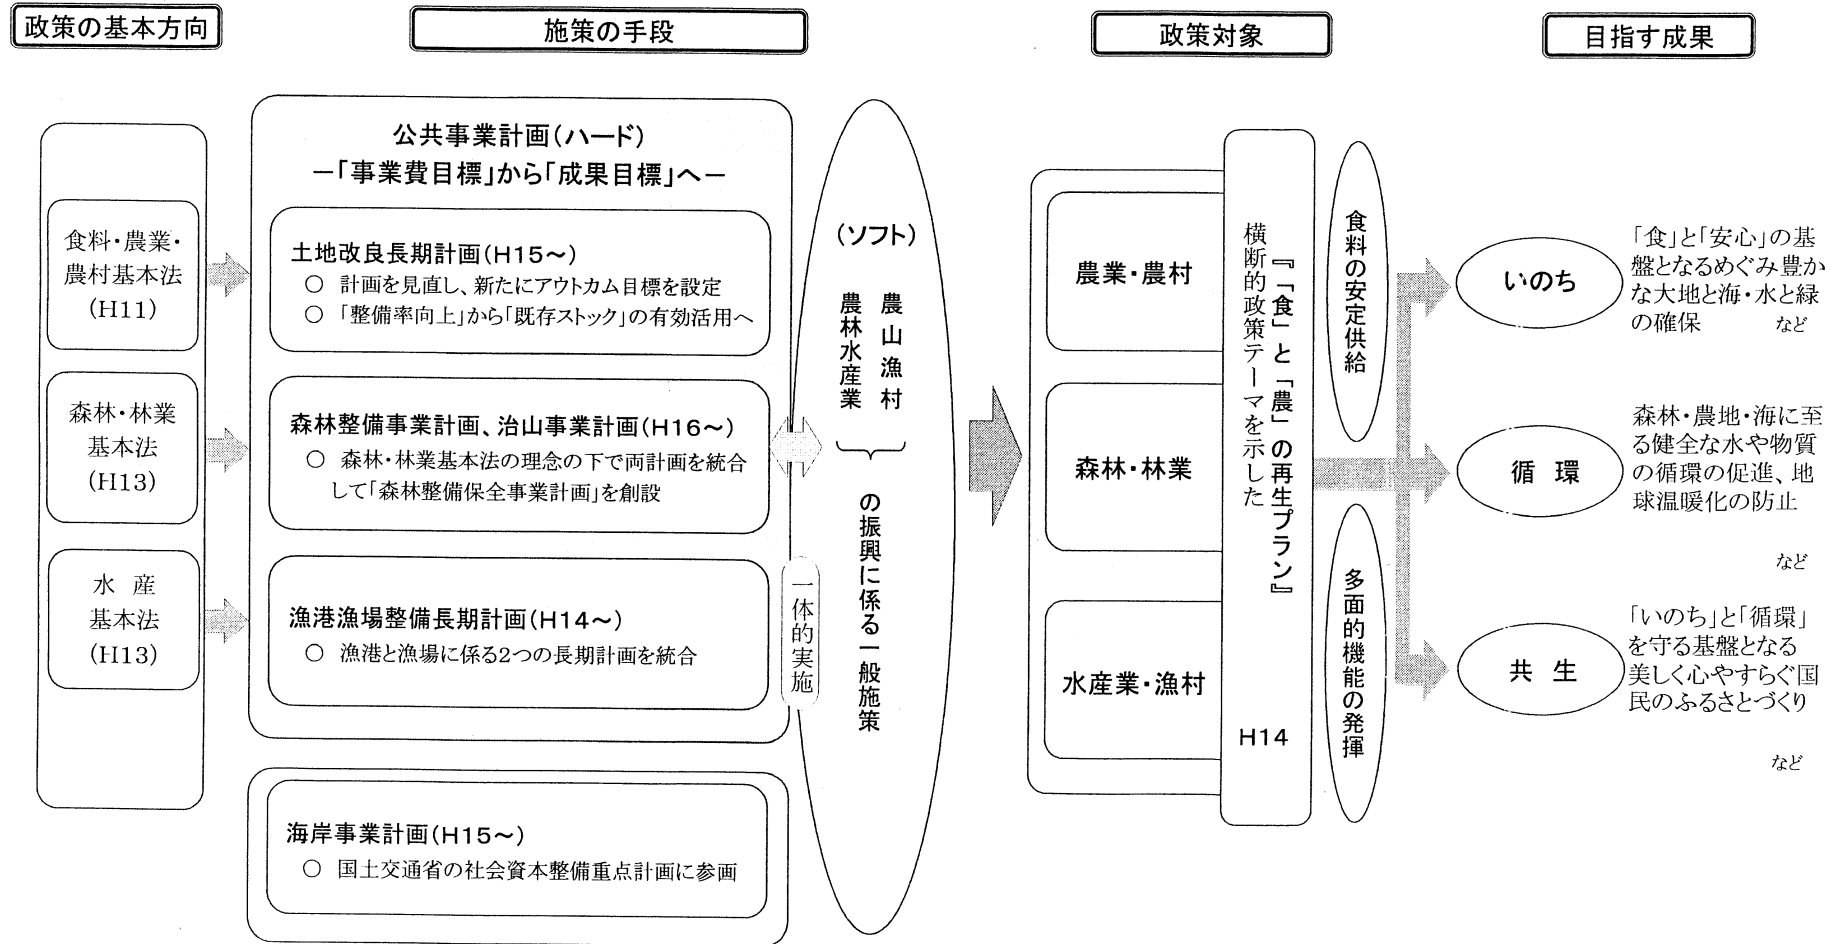 政策の基本方向
施策の手段
政策対象
目指す成果
食料・農業・
農村基本法
(H11)
森林・林業
基本法
(H13)
水 産
基本法
(H13)
公共事業計画(ハード)
－「事業費目標」から「成果目標」へ－
土地改良長期計画(H15～)
○ 計画を見直し、新たにアウトカム目標を設定
○ 「整備率向上」から「既存ストック」の有効活用へ
森林整備事業計画、治山事業計画(H16～)
○ 森林・林業基本法の理念の下で両計画を統合
して「森林整備保全事業計画」を創設
漁港漁場整備長期計画(H14～)
○ 漁港と漁場に係る2つの長期計画を統合
海岸事業計画(H15～)
○ 国土交通省の社会資本整備重点計画に参画
一体的実施
(ソフト)
農山漁村
農林水産業
の振興に係る一般施策
農業・農村
森林・林業
水産業・漁村
『「食」と「農」の再生プラン』
横断的政策テーマを示した
H14
食料の安定供給
多面的機能の発揮
いのち
「食」と「安心」の基
盤となるめぐみ豊か
な大地と海・水と緑
の確保 など
循 環
森林・農地・海に至
る健全な水や物質
の循環の促進、地
球温暖化の防止
など
共 生
「いのち」と「循環」
を守る基盤となる
美しく心やすらぐ国
民のふるさとづくり
など